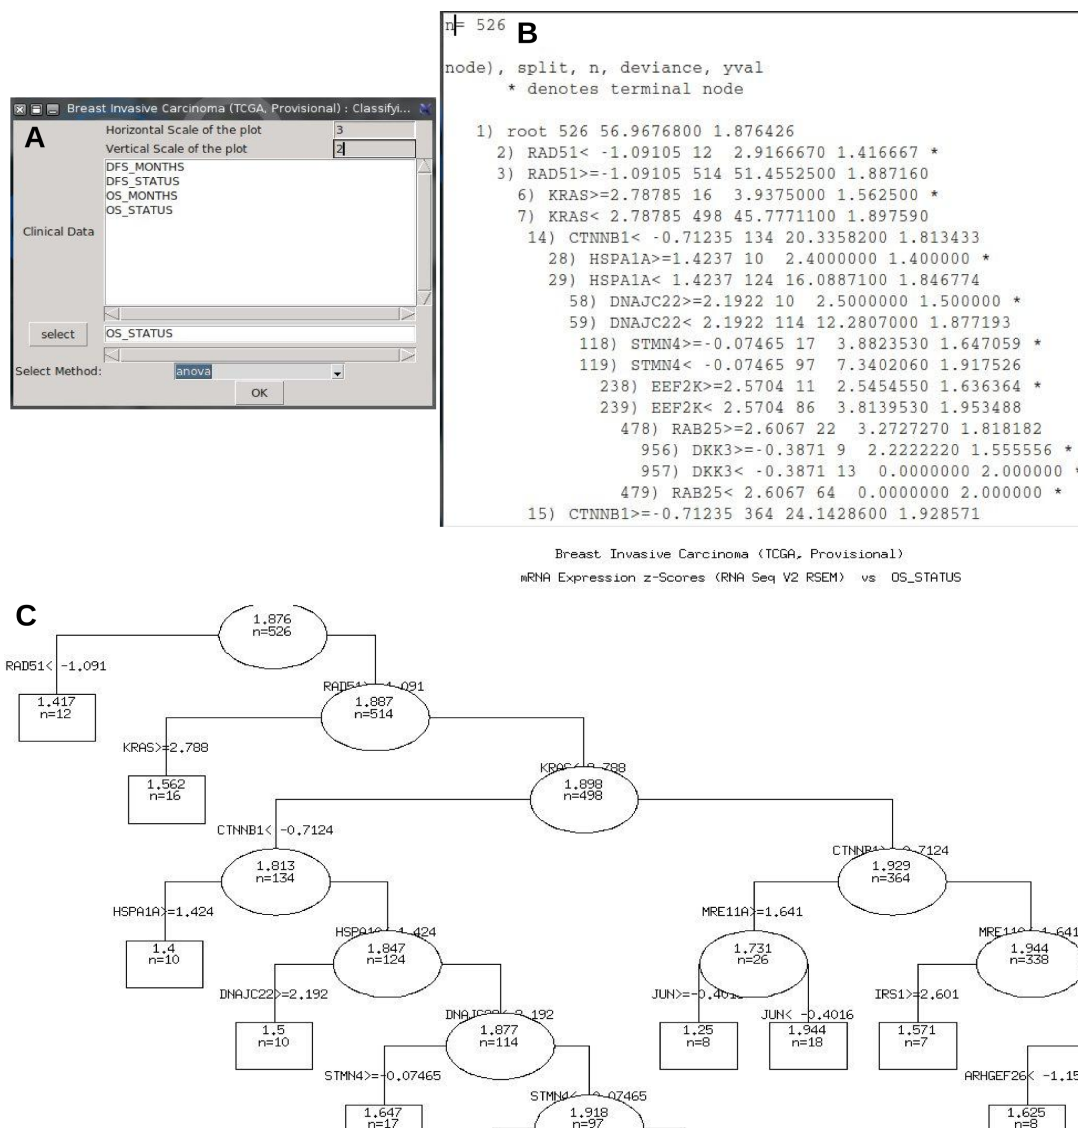 A
Breast Invasive Carcinoma (TCGA, Provisional) : Classifyi...
Horizontal Scale of the plot 3
Vertical Scale of the plot 2
DFS_MONTHS
DFS_STATUS
OS_MONTHS
OS_STATUS
Clinical Data
select OS_STATUS
Select Method: anova
OK
B
n= 526
node), split, n, deviance, yval
* denotes terminal node
1) root 526 56.9676800 1.876426
2) RAD51< -1.09105 12 2.9166670 1.416667 *
3) RAD51>=-1.09105 514 51.4552500 1.887160
6) KRAS>=2.78785 16 3.9375000 1.562500 *
7) KRAS< 2.78785 498 45.7771100 1.897590
14) CTNNB1< -0.71235 134 20.3358200 1.813433
28) HSPA1A>=1.4237 10 2.4000000 1.400000 *
29) HSPA1A< 1.4237 124 16.0887100 1.846774
58) DNAJC22>=2.1922 10 2.5000000 1.500000 *
59) DNAJC22< 2.1922 114 12.2807000 1.877193
118) STMN4>=-0.07465 17 3.8823530 1.647059 *
119) STMN4< -0.07465 97 7.3402060 1.917526
238) EEF2K>=2.5704 11 2.5454550 1.636364 *
239) EEF2K< 2.5704 86 3.8139530 1.953488
478) RAB25>=2.6067 22 3.2727270 1.818182
956) DKK3>=-0.3871 9 2.2222220 1.555556 *
957) DKK3< -0.3871 13 0.0000000 2.000000 *
479) RAB25< 2.6067 64 0.0000000 2.000000 *
15) CTNNB1>=-0.71235 364 24.1428600 1.928571
Breast Invasive Carcinoma (TCGA, Provisional)
mRNA Expression z-Scores (RNA Seq V2 RSEM) vs OS_STATUS
C
1.876
n=526
RAD51< -1.091
1.417
n=12
1.887
n=514
KRAS>=2.788
1.562
n=16
1.898
n=498
CTNNB1< -0.7124
1.813
n=134
1.929
n=364
HSPA1A>=1.424
1.4
n=10
1.847
n=124
MRE11A>=1.641
1.731
n=26
1.944
n=338
DNAJC22>=2.192
1.5
n=10
1.877
n=114
1.25
n=8
JUN< -0.4016
1.944
n=18
IRS1>=2.601
1.571
n=7
STMN4>=-0.07465
1.647
n=17
1.918
n=97
ARHGEF26< -1.15
1.625
n=8